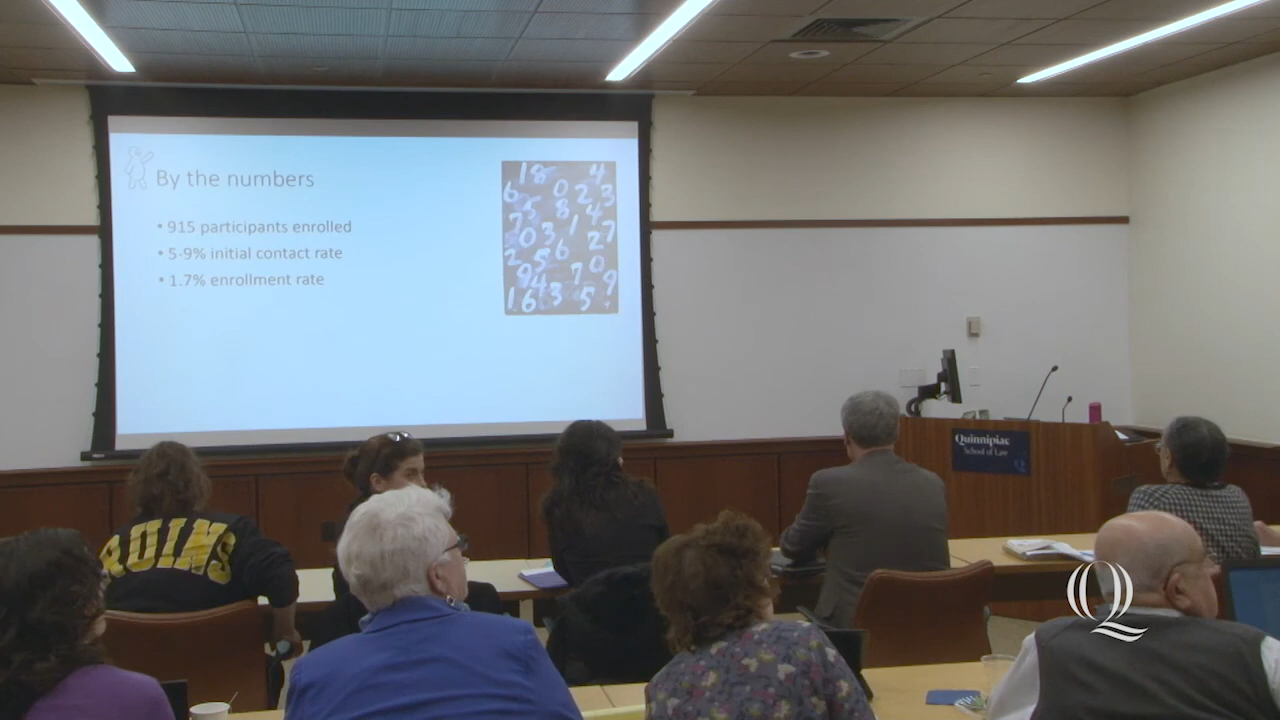 By the numbers
• 915 participants enrolled
• 5-9% initial contact rate
• 1.7% enrollment rate
Quinnipiac
School of Law
Q